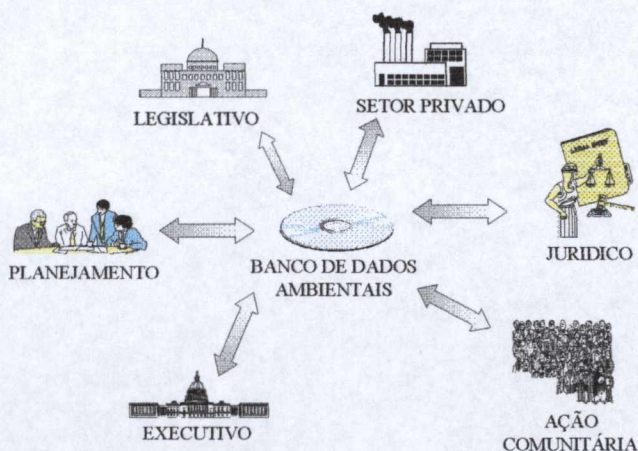 LEGISLATIVO
SETOR PRIVADO
PLANEJAMENTO
BANCO DE DADOS
AMBIENTAIS
JURIDICO
EXECUTIVO
AÇÃO
COMUNITÁRIA